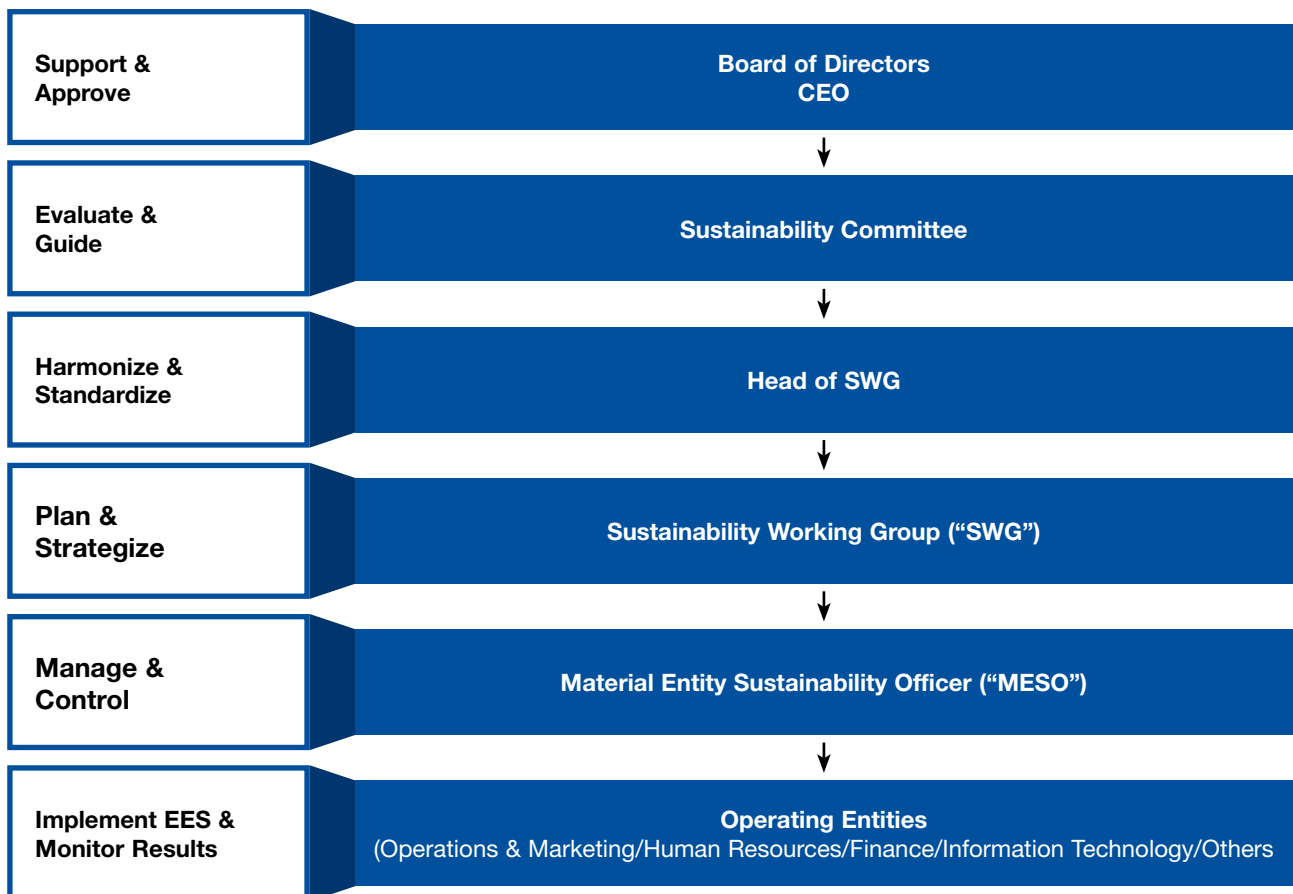 Support &
Approve
Board of Directors
CEO
Evaluate &
Guide
Sustainability Committee
Harmonize &
Standardize
Head of SWG
Plan &
Strategize
Sustainability Working Group (“SWG”)
Manage &
Control
Material Entity Sustainability Officer (“MESO”)
Implement EES &
Monitor Results
Operating Entities
(Operations & Marketing/Human Resources/Finance/Information Technology/Others